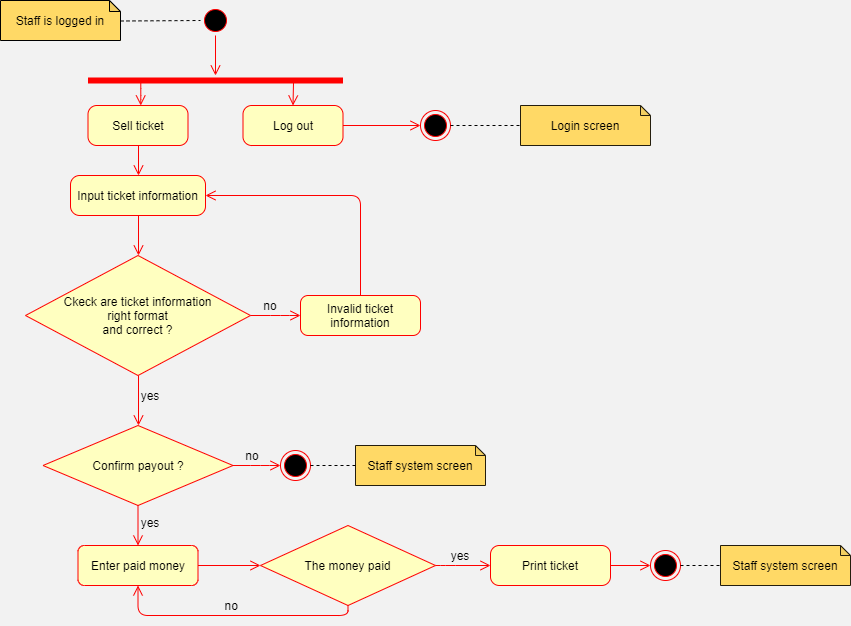 Staff is logged in
Sell ticket
Log out
Login screen
Input ticket information
Ckeck are ticket information
right format
and correct ?
no
Invalid ticket
information
yes
Confirm payout ?
no
Staff system screen
yes
Enter paid money
The money paid
yes
Print ticket
Staff system screen
no